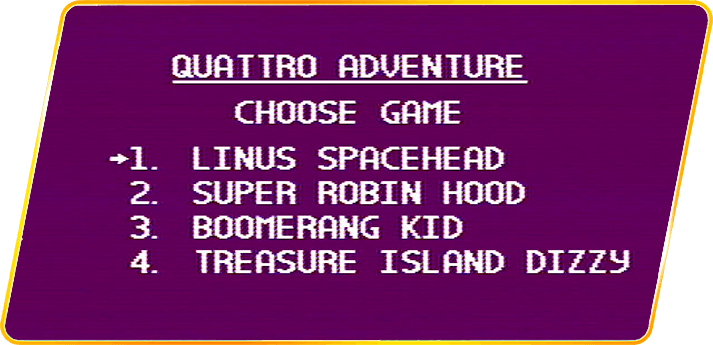 QUATTRO ADVENTURE
CHOOSE GAME
→1. LINUS SPACEHEAD
2. SUPER ROBIN HOOD
3. BOOMERANG KID
4. TREASURE ISLAND DIZZY